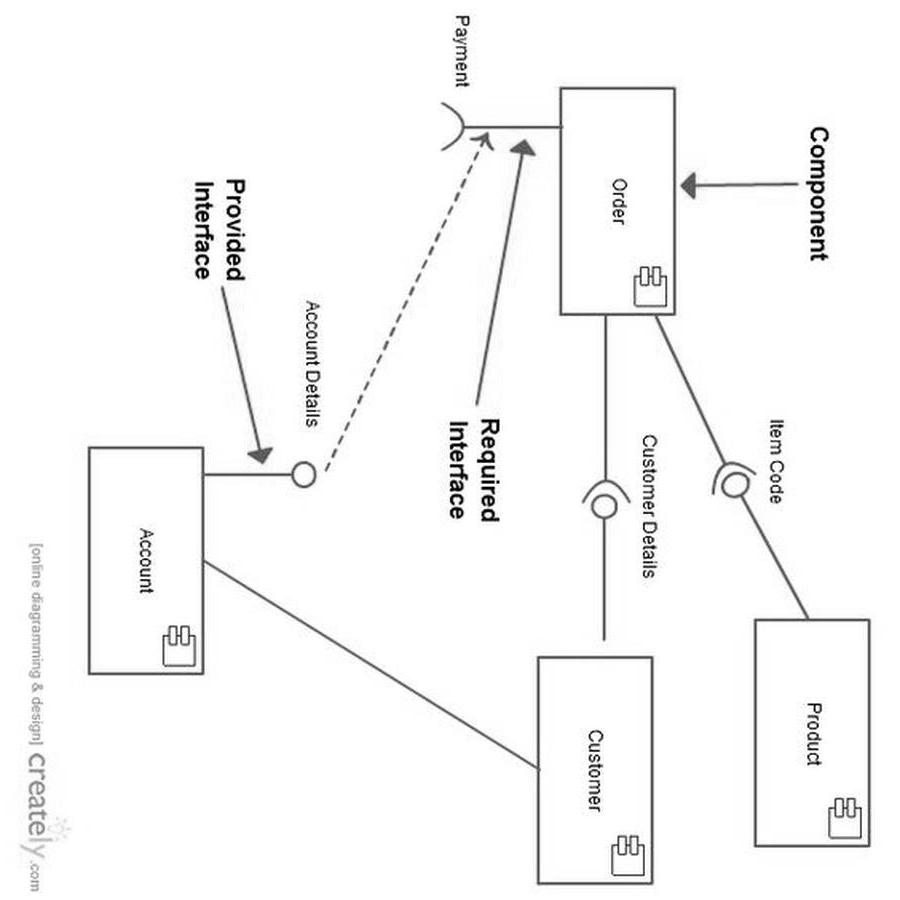 Component
Item Code
Product
Order
Customer Details
Customer
Required
Interface
Payment
Account Details
Provided
Interface
Account
[online diagramming & design] creately.com